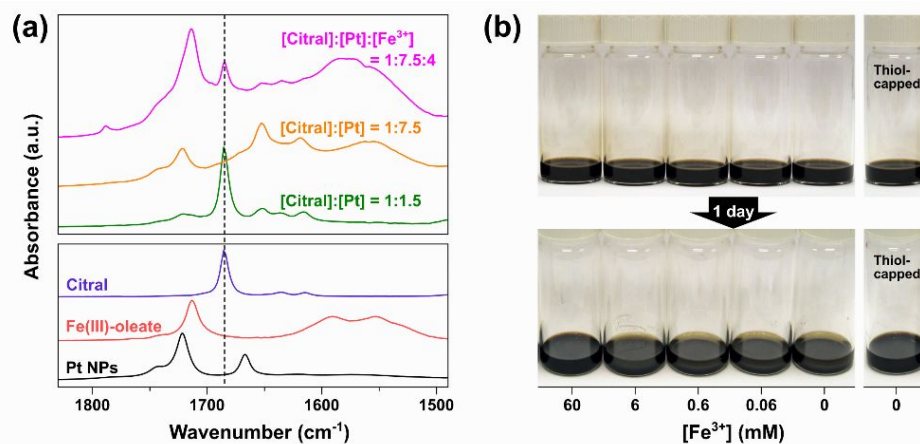 (a)
[Citral]:[Pt]:[Fe³⁺]
= 1:7.5:4
[Citral]:[Pt] = 1:7.5
[Citral]:[Pt] = 1:1.5
Citral
Fe(III)-oleate
Pt NPs
Absorbance (a.u.)
1800 1700 1600 1500
Wavenumber (cm⁻¹)
(b)
Thiol-
capped
1 day
Thiol-
capped
60 6 0.6 0.06 0 0
[Fe³⁺] (mM)